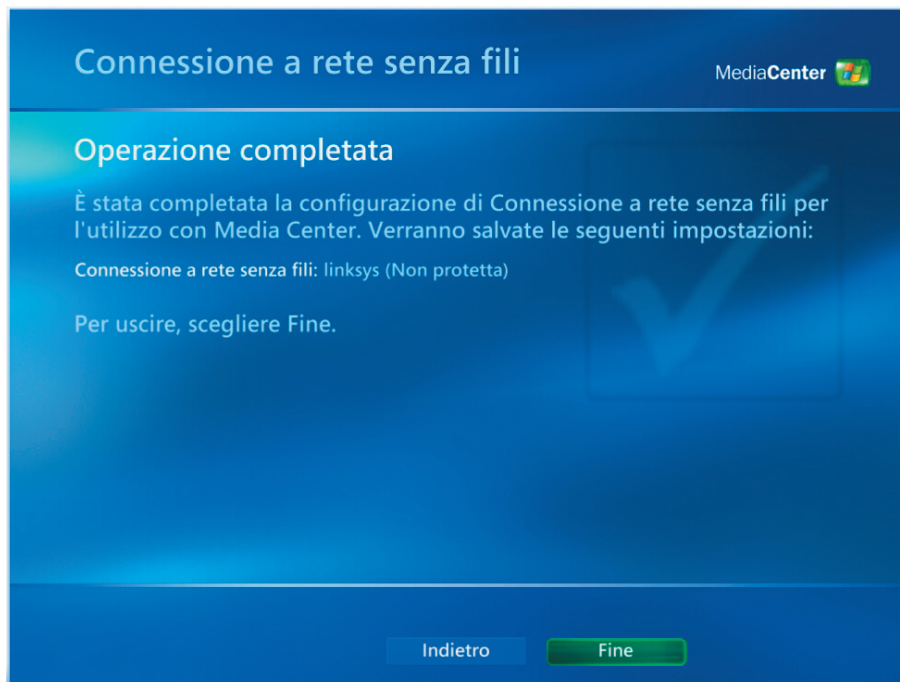 Connessione a rete senza fili
MediaCenter
Operazione completata
È stata completata la configurazione di Connessione a rete senza fili per
l'utilizzo con Media Center. Verranno salvate le seguenti impostazioni:
Connessione a rete senza fili: linksys (Non protetta)
Per uscire, scegliere Fine.
Indietro
Fine